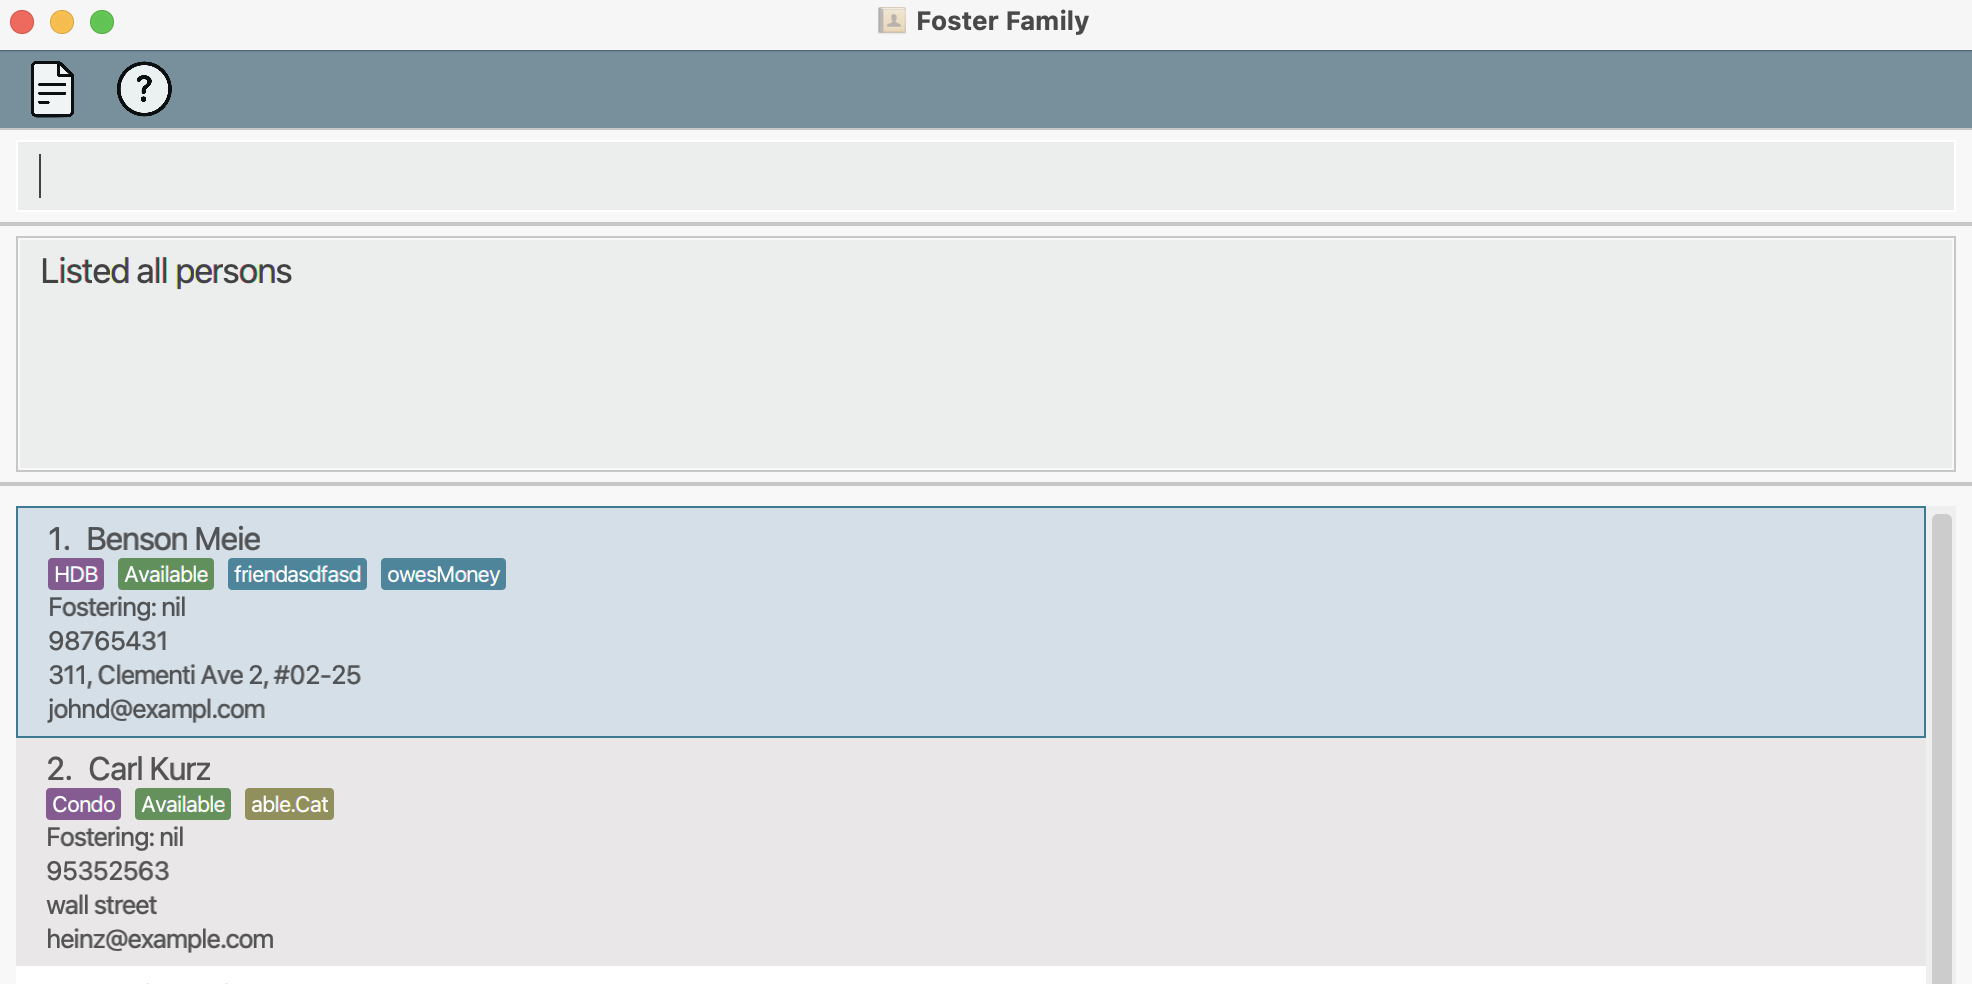 Foster Family
?
Listed all persons
1. Benson Meie
HDB Available friendasdfasd owesMoney
Fostering: nil
98765431
311, Clementi Ave 2, #02-25
johnd@exampl.com
2. Carl Kurz
Condo Available able.Cat
Fostering: nil
95352563
wall street
heinz@example.com